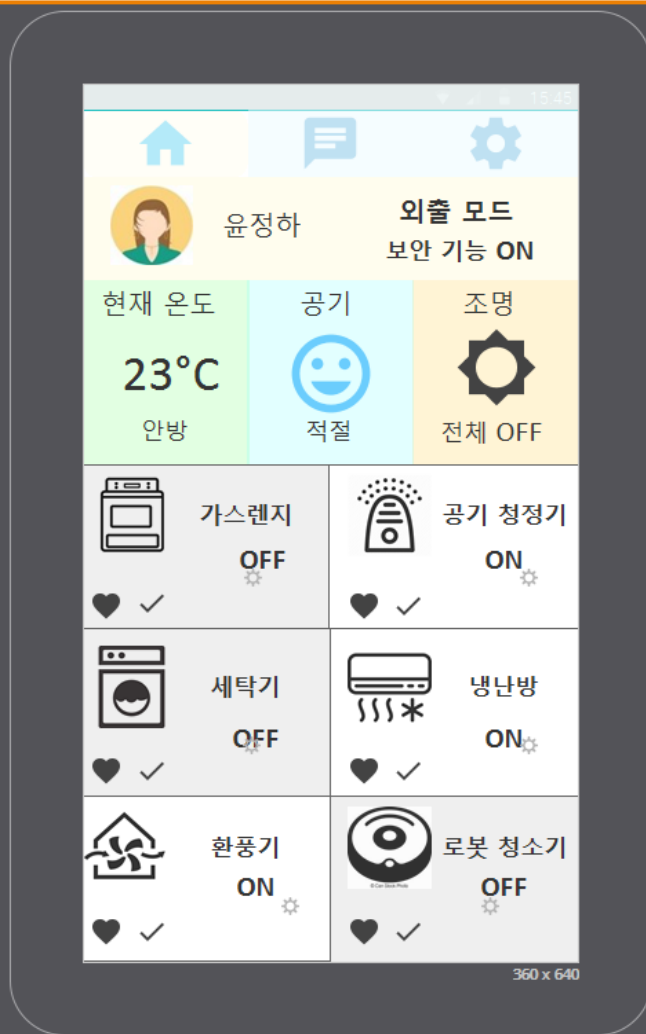 15:45
윤정하
외출 모드
보안 기능 ON
현재 온도
공기
조명
23°C
안방
적절
전체 OFF
가스렌지
OFF
공기 청정기
ON
세탁기
OFF
냉난방
ON
환풍기
ON
로봇 청소기
OFF
© Can Stock Photo
360 x 640